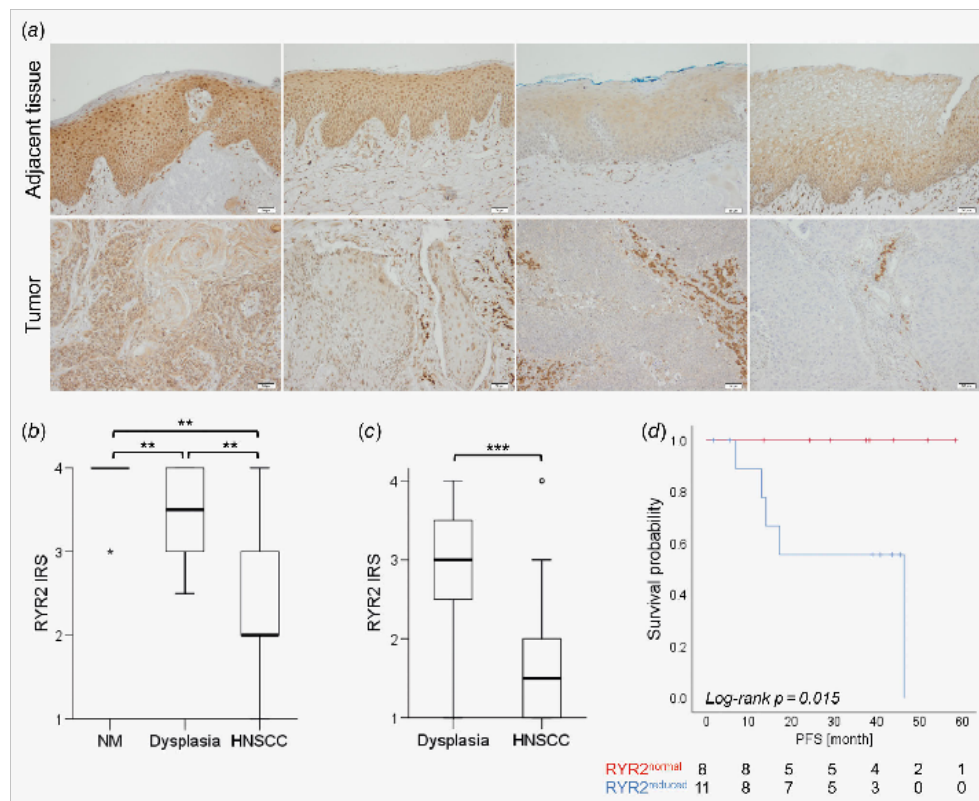 (a)
Adjacent tissue
Tumor
(b)
**
**
**
4
3
2
1
RYR2 IRS
*
NM
Dysplasia
HNSCC
(c)
***
4
3
2
1
RYR2 IRS
Dysplasia
HNSCC
(d)
1.0
0.8
0.6
0.4
0.2
0.0
Survival probability
Log-rank p = 0.015
0 10 20 30 40 50 60
PFS [month]
RYR2normal 8 8 5 5 4 2 1
RYR2reduced 11 8 7 5 3 0 0